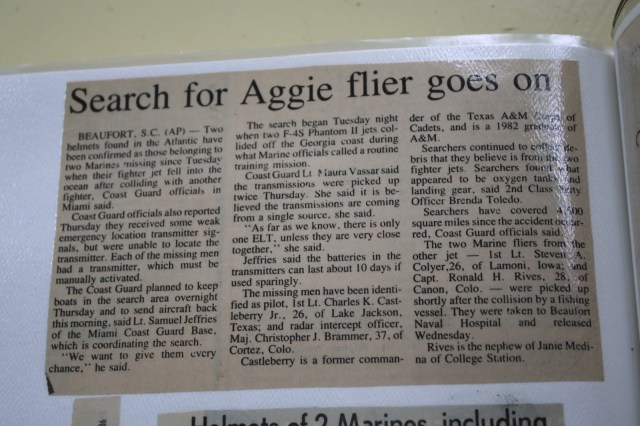 Search for Aggie flier goes on
BEAUFORT, S.C. (AP) — Two
helmets found in the Atlantic have
been confirmed as those belonging to
two Marines missing since Tuesday
when their fighter jet fell into the
ocean after colliding with another
fighter, Coast Guard officials in
Miami said.
Coast Guard officials also reported
Thursday they received some weak
emergency location transmitter sig-
nals, but were unable to locate the
transmitter. Each of the missing men
had a transmitter, which must be
manually activated.
The Coast Guard planned to keep
boats in the search area overnight
Thursday and to send aircraft back
this morning, said Lt. Samuel Jeffries
of the Miami Coast Guard Base,
which is coordinating the search.
"We want to give them every
chance," he said.
The search began Tuesday night
when two F-4S Phantom II jets col-
lided off the Georgia coast during
what Marine officials called a routine
training mission.
Coast Guard Lt Maura Vassar said
the transmissions were picked up
twice Thursday. She said it is be-
lieved the transmissions are coming
from a single source, she said.
"As far as we know, there is only
one ELT, unless they are very close
together," she said.
Jeffries said the batteries in the
transmitters can last about 10 days if
used sparingly.
The missing men have been identi-
fied as pilot, 1st Lt. Charles K. Cast-
leberry Jr., 26, of Lake Jackson,
Texas; and radar intercept officer,
Maj. Christopher J. Brammer, 37, of
Cortez, Colo.
Castleberry is a former comman-
der of the Texas A&M of
Cadets, and is a 1982 of
A&M.
Searchers continued to de-
bris that they believe is from the two
fighter jets. Searchers found what
appeared to be oxygen tanks and
landing gear, said 2nd Class
Officer Brenda Toledo.
Searchers have covered 4,500
square miles since the accident occur-
red, Coast Guard officials said.
The two Marine fliers from the
other jet — 1st Lt. Steven A.
Colyer, 26, of Lamoni, Iowa; and
Capt. Ronald H. Rives, 28, of
Canon, Colo. — were picked up
shortly after the collision by a fishing
vessel. They were taken to Beaufort
Naval Hospital and released
Wednesday.
Rives is the nephew of Janie Medi-
na of College Station.
Helmets of 2 Marines, including